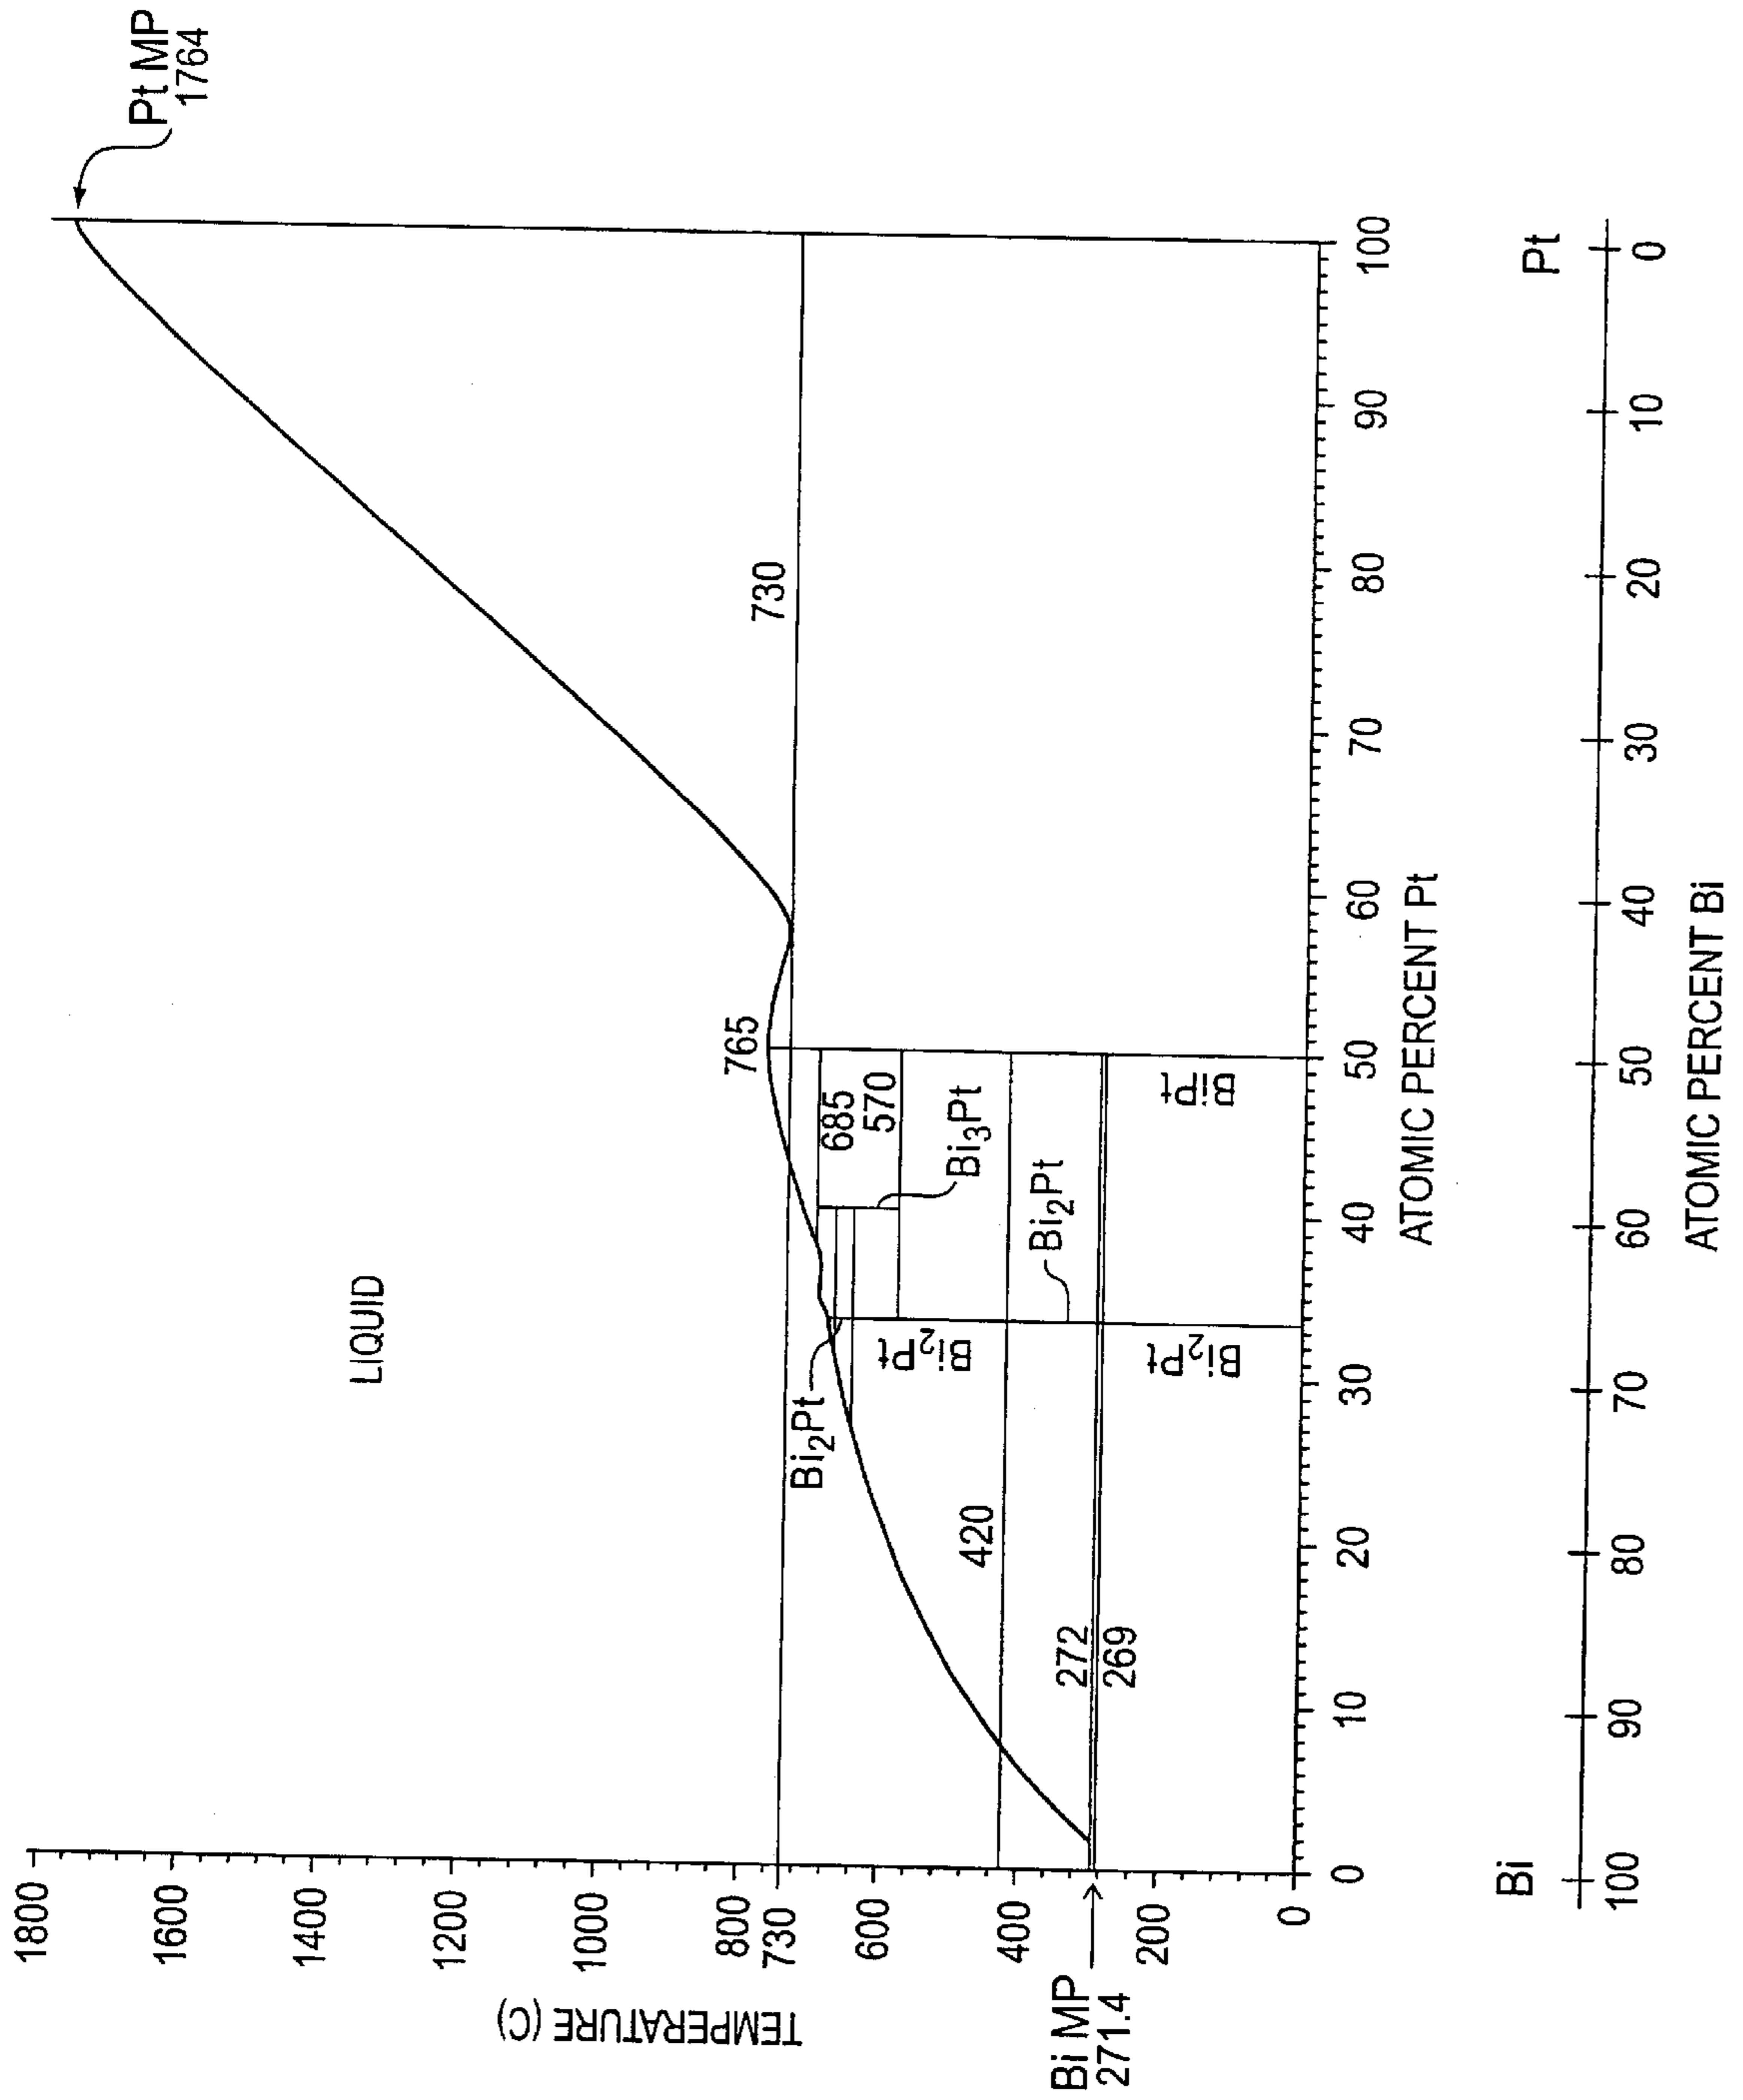 Pt MP
1764
1800
1600
1400
1200
1000
800
730
600
400
200
0
TEMPERATURE (C)
Bi MP
271.4
LIQUID
765
730
685
570
Bi3Pt
Bi2Pt
Bi2Pt
Bi2Pt
Bi2Pt
BiPt
420
272
269
0 10 20 30 40 50 60 70 80 90 100
ATOMIC PERCENT Pt
Bi Pt
100 90 80 70 60 50 40 30 20 10 0
ATOMIC PERCENT Bi